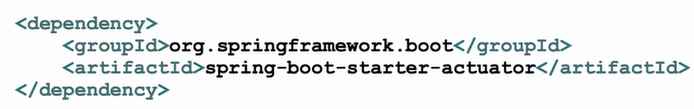 <dependency>
    <groupId>org.springframework.boot</groupId>
    <artifactId>spring-boot-starter-actuator</artifactId>
</dependency>